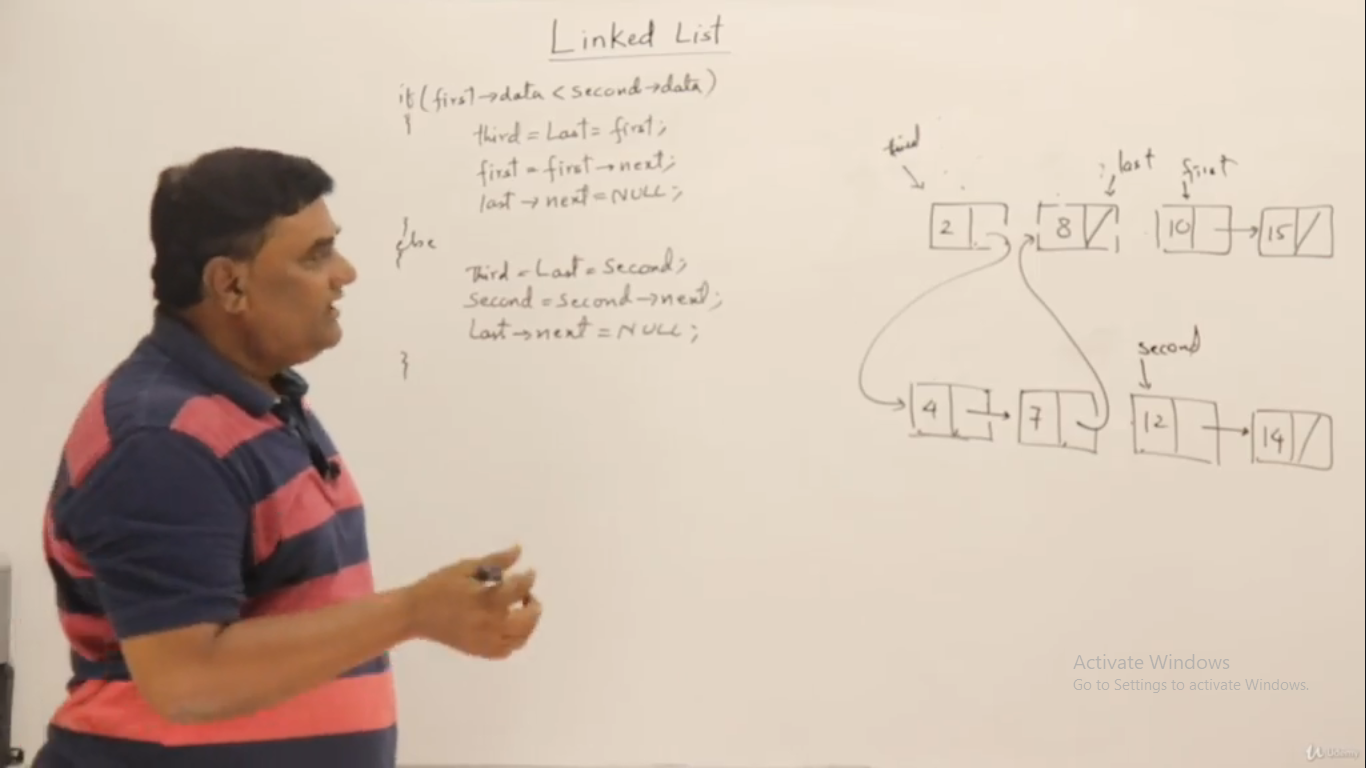 Linked List
if(first→data < second→data)
{
third = Last = first;
first = first→next;
last→next = NULL;
}
else
{
Third = Last = Second;
Second = Second→next;
Last→next = NULL;
}
third
last
first
2
8
10
15
second
4
7
12
14
Activate Windows
Go to Settings to activate Windows.
Udemy